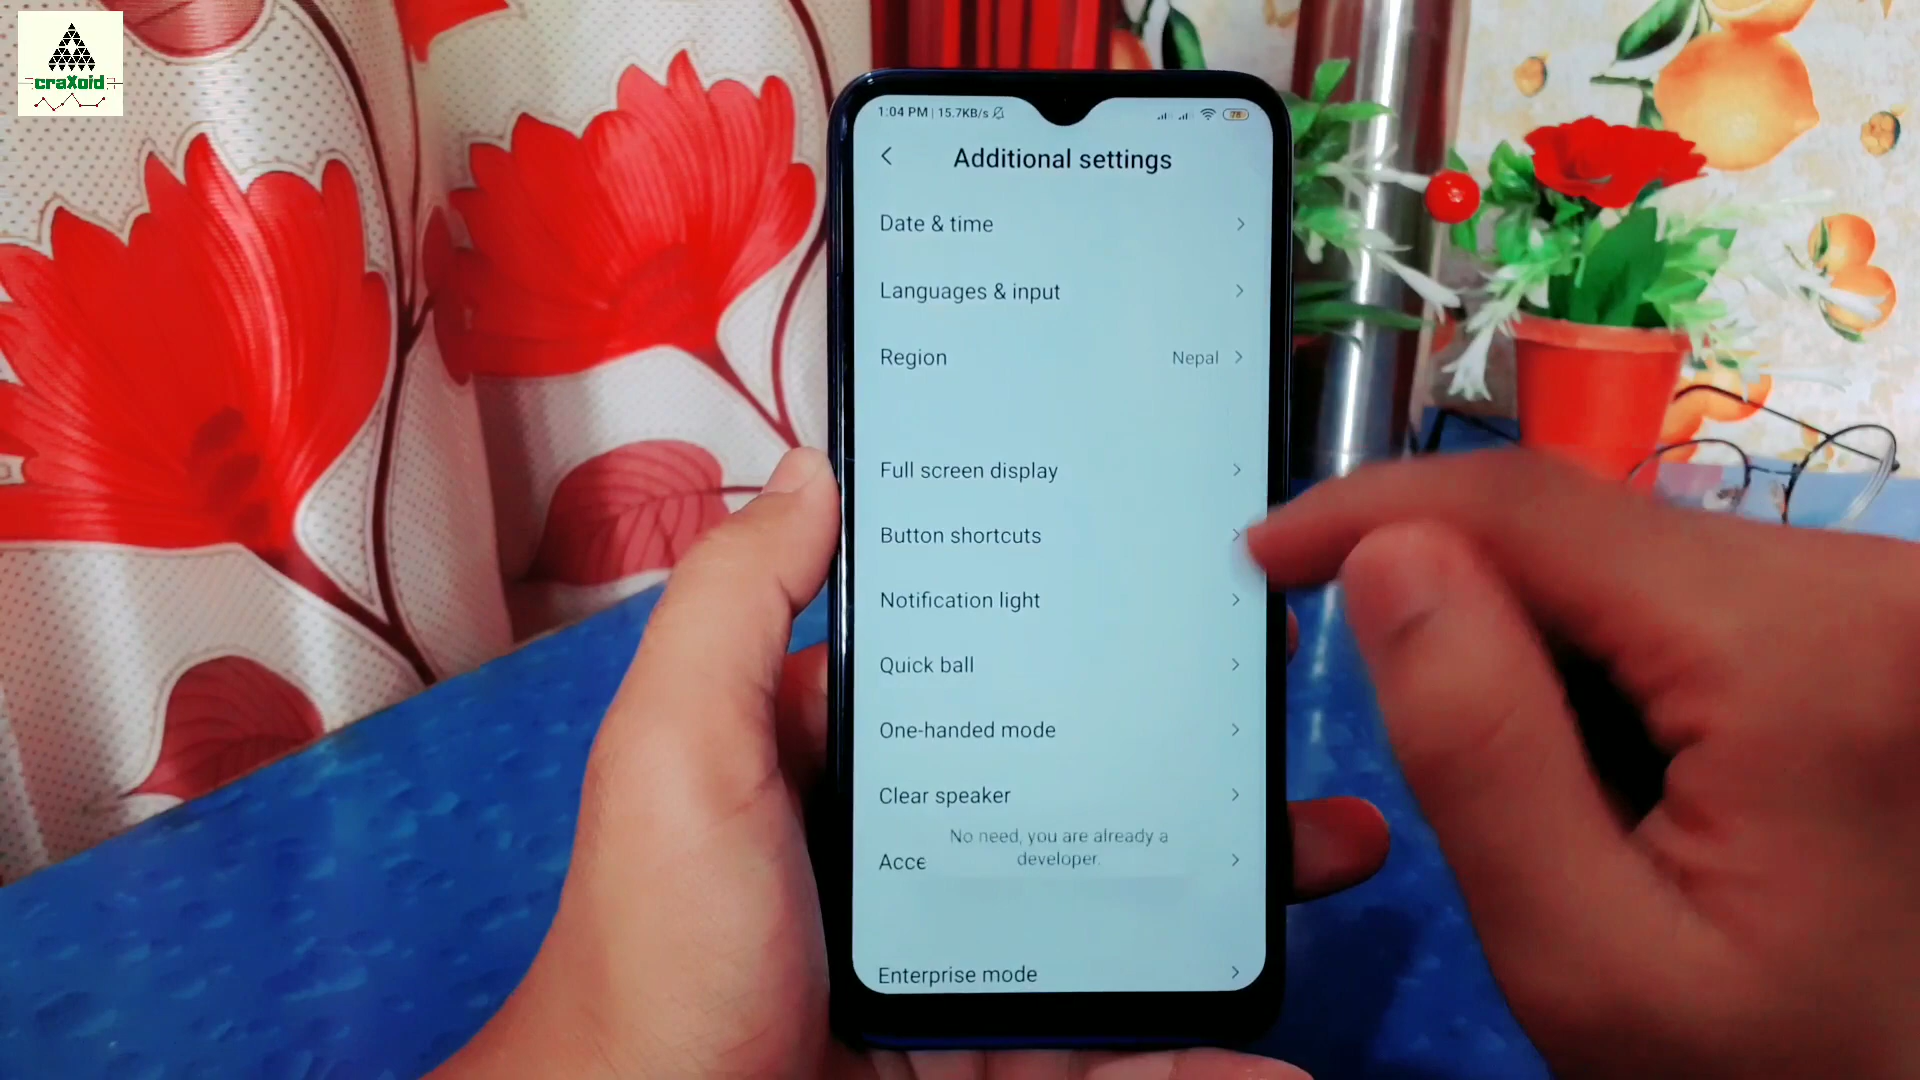 craXoid
1:04 PM | 15.7KB/s
78
Additional settings
Date & time
Languages & input
Region Nepal
Full screen display
Button shortcuts
Notification light
Quick ball
One-handed mode
Clear speaker
No need, you are already a
developer.
Acce
Enterprise mode